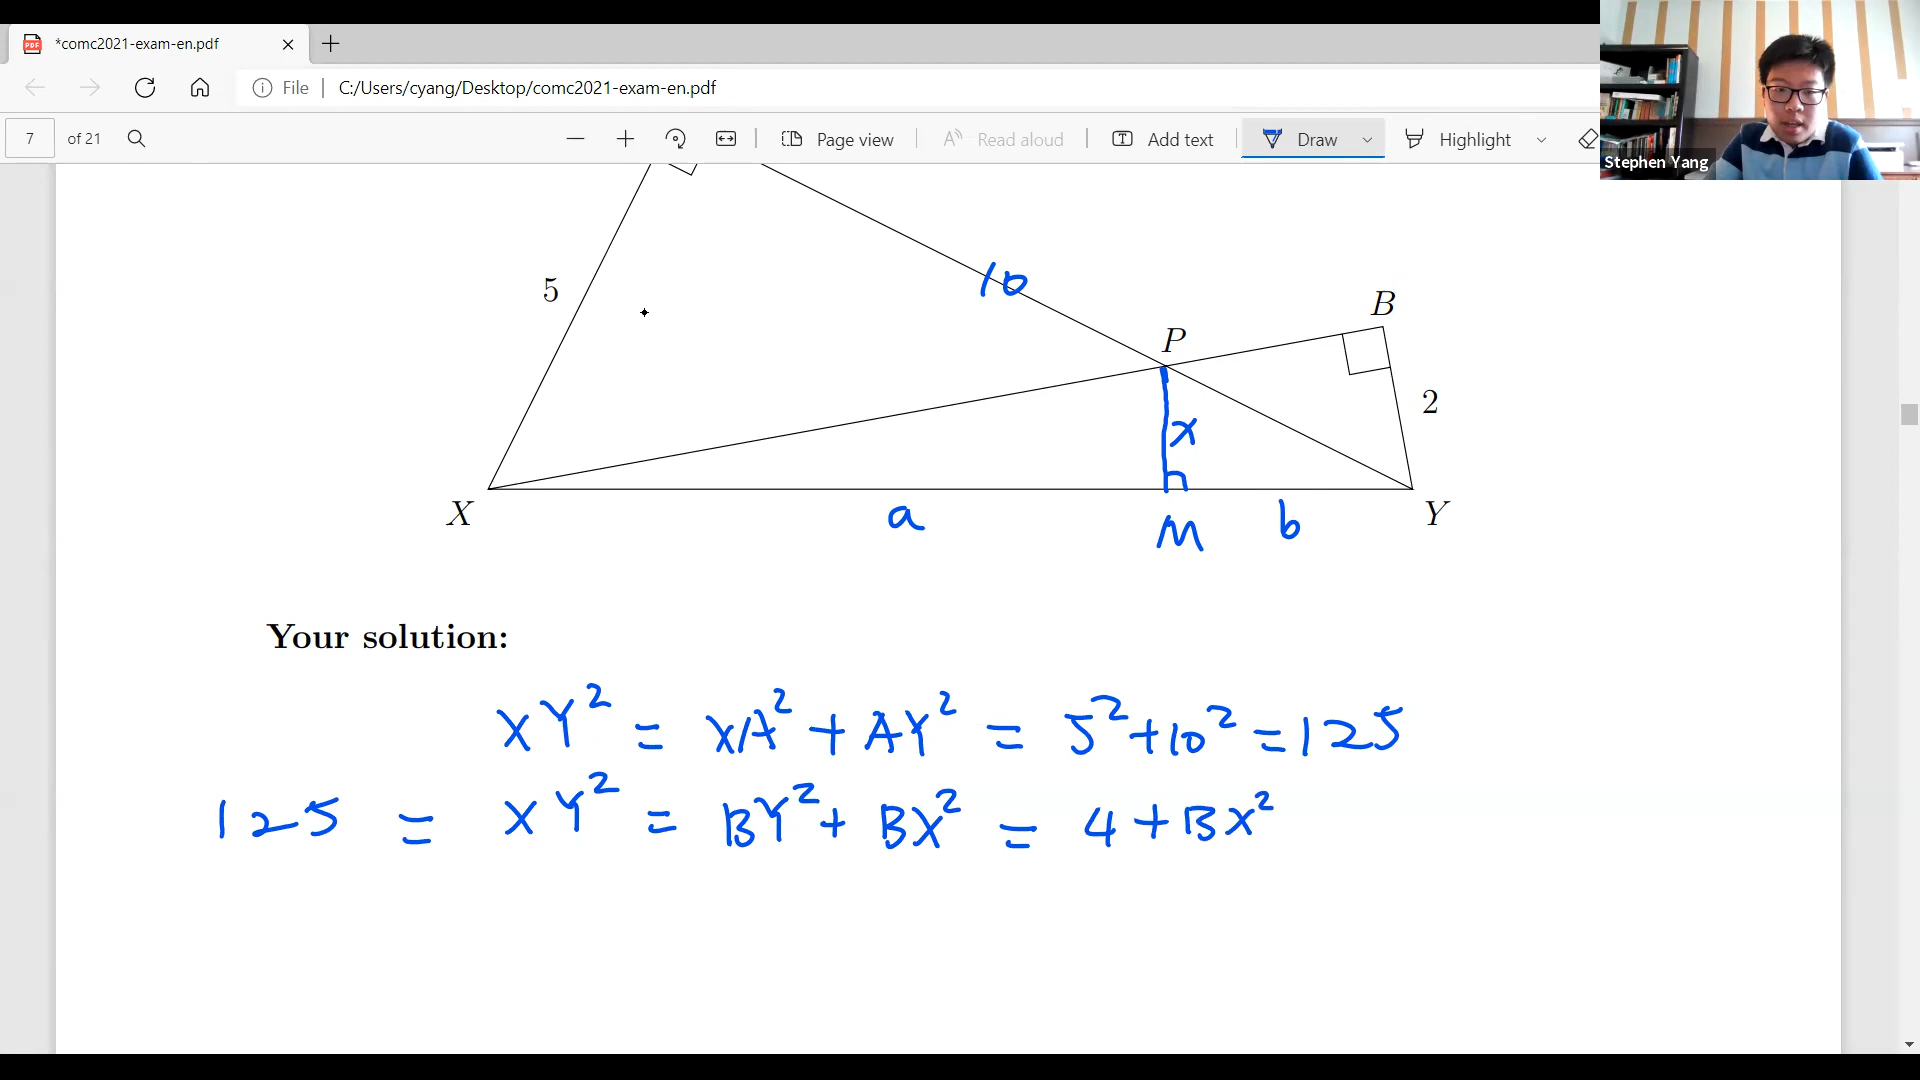 *comc2021-exam-en.pdf
File | C:/Users/cyang/Desktop/comc2021-exam-en.pdf
7 of 21 Page view Read aloud Add text Draw Highlight
Stephen Yang
5
10
B
P
2
x
X
a
M
b
Y
Your solution:
XY² = XA² + AY² = 5² + 10² = 125
125 = XY² = BY² + BX² = 4 + BX²